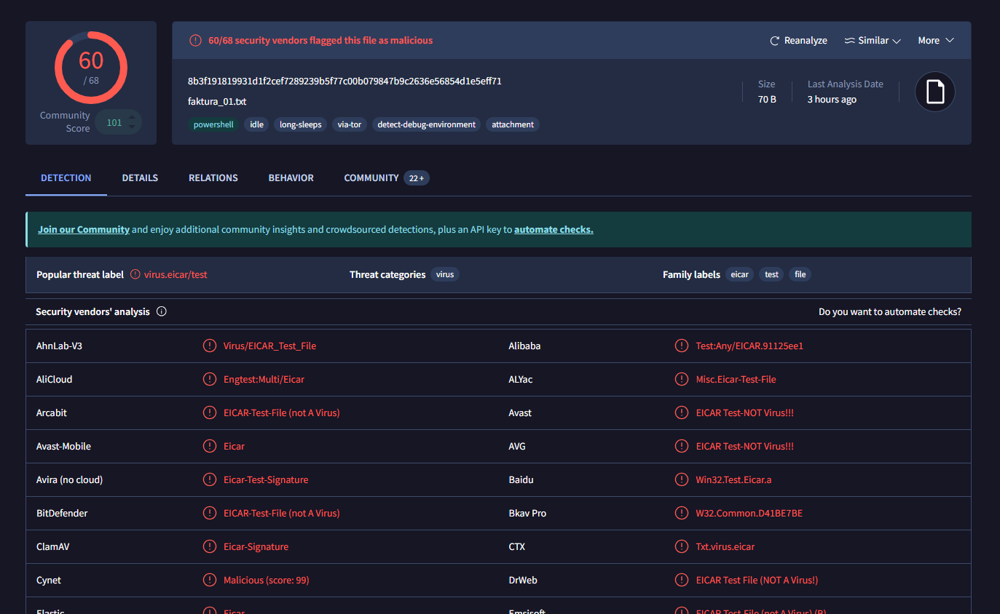 60
/ 68
Community Score
101
60/68 security vendors flagged this file as malicious
Reanalyze
Similar
More
8b3f191819931d1f2cef7289239b5f77c00b079847b9c2636e56854d1e5eff71
faktura_01.txt
powershell idle long-sleeps via-tor detect-debug-environment attachment
Size
70 B
Last Analysis Date
3 hours ago
DETECTION DETAILS RELATIONS BEHAVIOR COMMUNITY 22+
Join our Community and enjoy additional community insights and crowdsourced detections, plus an API key to automate checks.
Popular threat label virus.eicar/test Threat categories virus Family labels eicar test file
Security vendors' analysis Do you want to automate checks?
AhnLab-V3 Virus/EICAR_Test_File Alibaba Test:Any/EICAR.91125ee1
AliCloud Engtest:Multi/Eicar ALYac Misc.Eicar-Test-File
Arcabit EICAR-Test-File (not A Virus) Avast EICAR Test-NOT Virus!!!
Avast-Mobile Eicar AVG EICAR Test-NOT Virus!!!
Avira (no cloud) Eicar-Test-Signature Baidu Win32.Test.Eicar.a
BitDefender EICAR-Test-File (not A Virus) Bkav Pro W32.Common.D41BE7BE
ClamAV Eicar-Signature CTX Txt.virus.eicar
Cynet Malicious (score: 99) DrWeb EICAR Test File (NOT A Virus!)
Elastic Eicar Emsisoft EICAR-Test-File (not A Virus) (B)